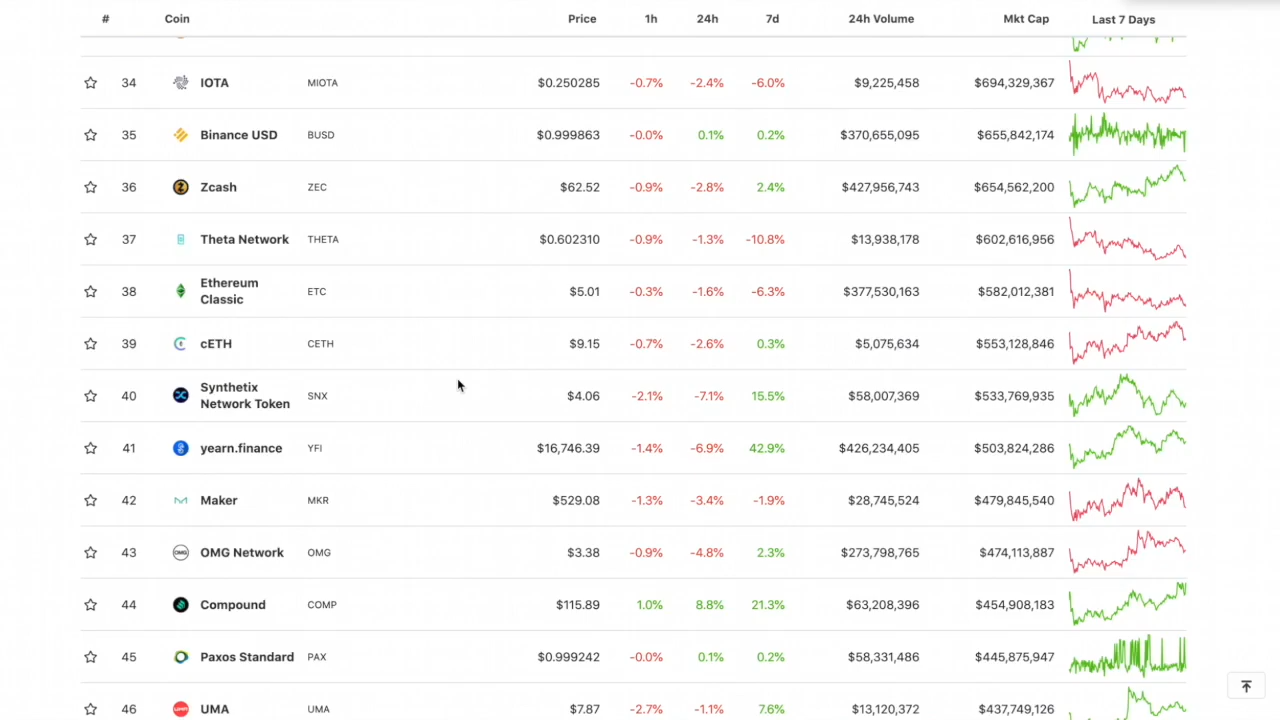 # Coin Price 1h 24h 7d 24h Volume Mkt Cap Last 7 Days
34 IOTA MIOTA $0.250285 -0.7% -2.4% -6.0% $9,225,458 $694,329,367
35 Binance USD BUSD $0.999863 -0.0% 0.1% 0.2% $370,655,095 $655,842,174
36 Zcash ZEC $62.52 -0.9% -2.8% 2.4% $427,956,743 $654,562,200
37 Theta Network THETA $0.602310 -0.9% -1.3% -10.8% $13,938,178 $602,616,956
38 Ethereum Classic ETC $5.01 -0.3% -1.6% -6.3% $377,530,163 $582,012,381
39 cETH CETH $9.15 -0.7% -2.6% 0.3% $5,075,634 $553,128,846
40 Synthetix Network Token SNX $4.06 -2.1% -7.1% 15.5% $58,007,369 $533,769,935
41 yearn.finance YFI $16,746.39 -1.4% -6.9% 42.9% $426,234,405 $503,824,286
42 Maker MKR $529.08 -1.3% -3.4% -1.9% $28,745,524 $479,845,540
43 OMG Network OMG $3.38 -0.9% -4.8% 2.3% $273,798,765 $474,113,887
44 Compound COMP $115.89 1.0% 8.8% 21.3% $63,208,396 $454,908,183
45 Paxos Standard PAX $0.999242 -0.0% 0.1% 0.2% $58,331,486 $445,875,947
46 UMA UMA $7.87 -2.7% -1.1% 7.6% $13,120,372 $437,749,126